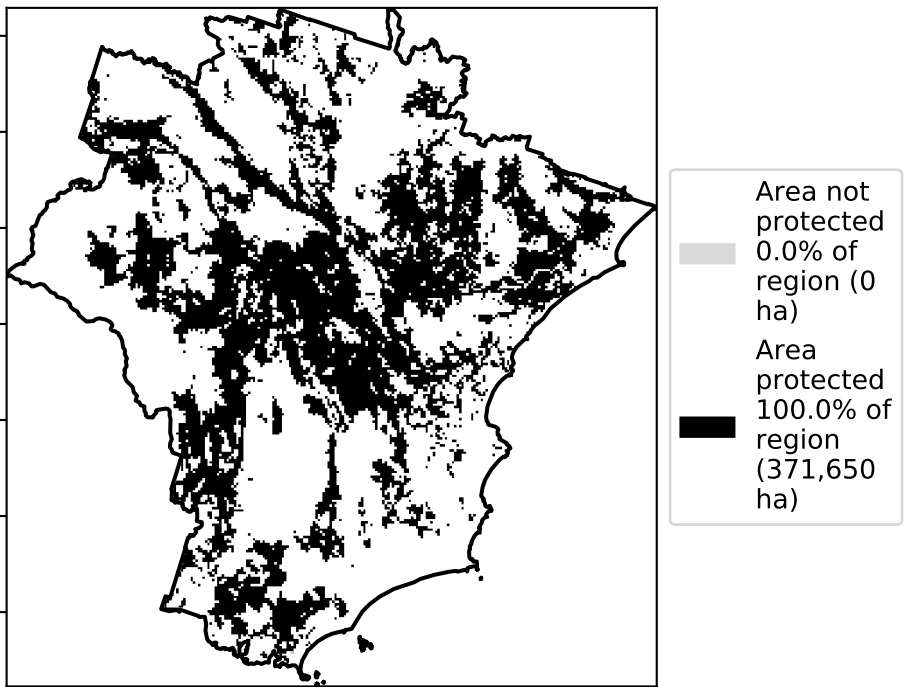 Area not
protected
0.0% of
region (0
ha)
Area
protected
100.0% of
region
(371,650
ha)